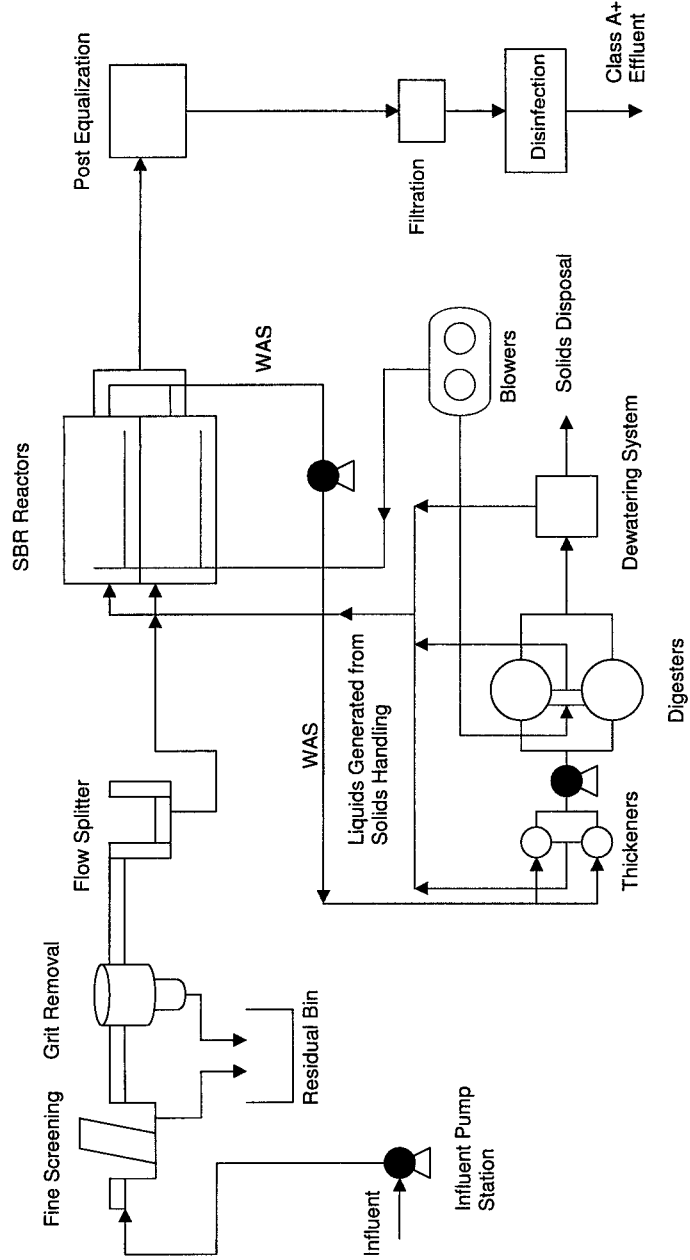 Influent
Influent Pump
Station
Fine Screening
Grit Removal
Residual Bin
Flow Splitter
SBR Reactors
WAS
WAS
Liquids Generated from
Solids Handling
Thickeners
Digesters
Blowers
Dewatering System
Solids Disposal
Post Equalization
Filtration
Disinfection
Class A+
Effluent